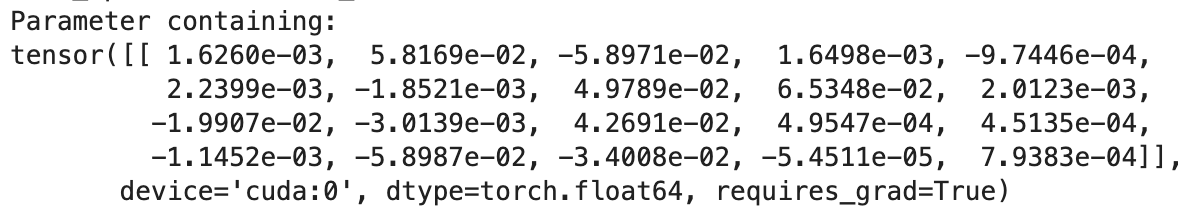 Parameter containing:
tensor([[ 1.6260e-03,  5.8169e-02, -5.8971e-02,  1.6498e-03, -9.7446e-04,
          2.2399e-03, -1.8521e-03,  4.9789e-02,  6.5348e-02,  2.0123e-03,
         -1.9907e-02, -3.0139e-03,  4.2691e-02,  4.9547e-04,  4.5135e-04,
         -1.1452e-03, -5.8987e-02, -3.4008e-02, -5.4511e-05,  7.9383e-04]],
       device='cuda:0', dtype=torch.float64, requires_grad=True)